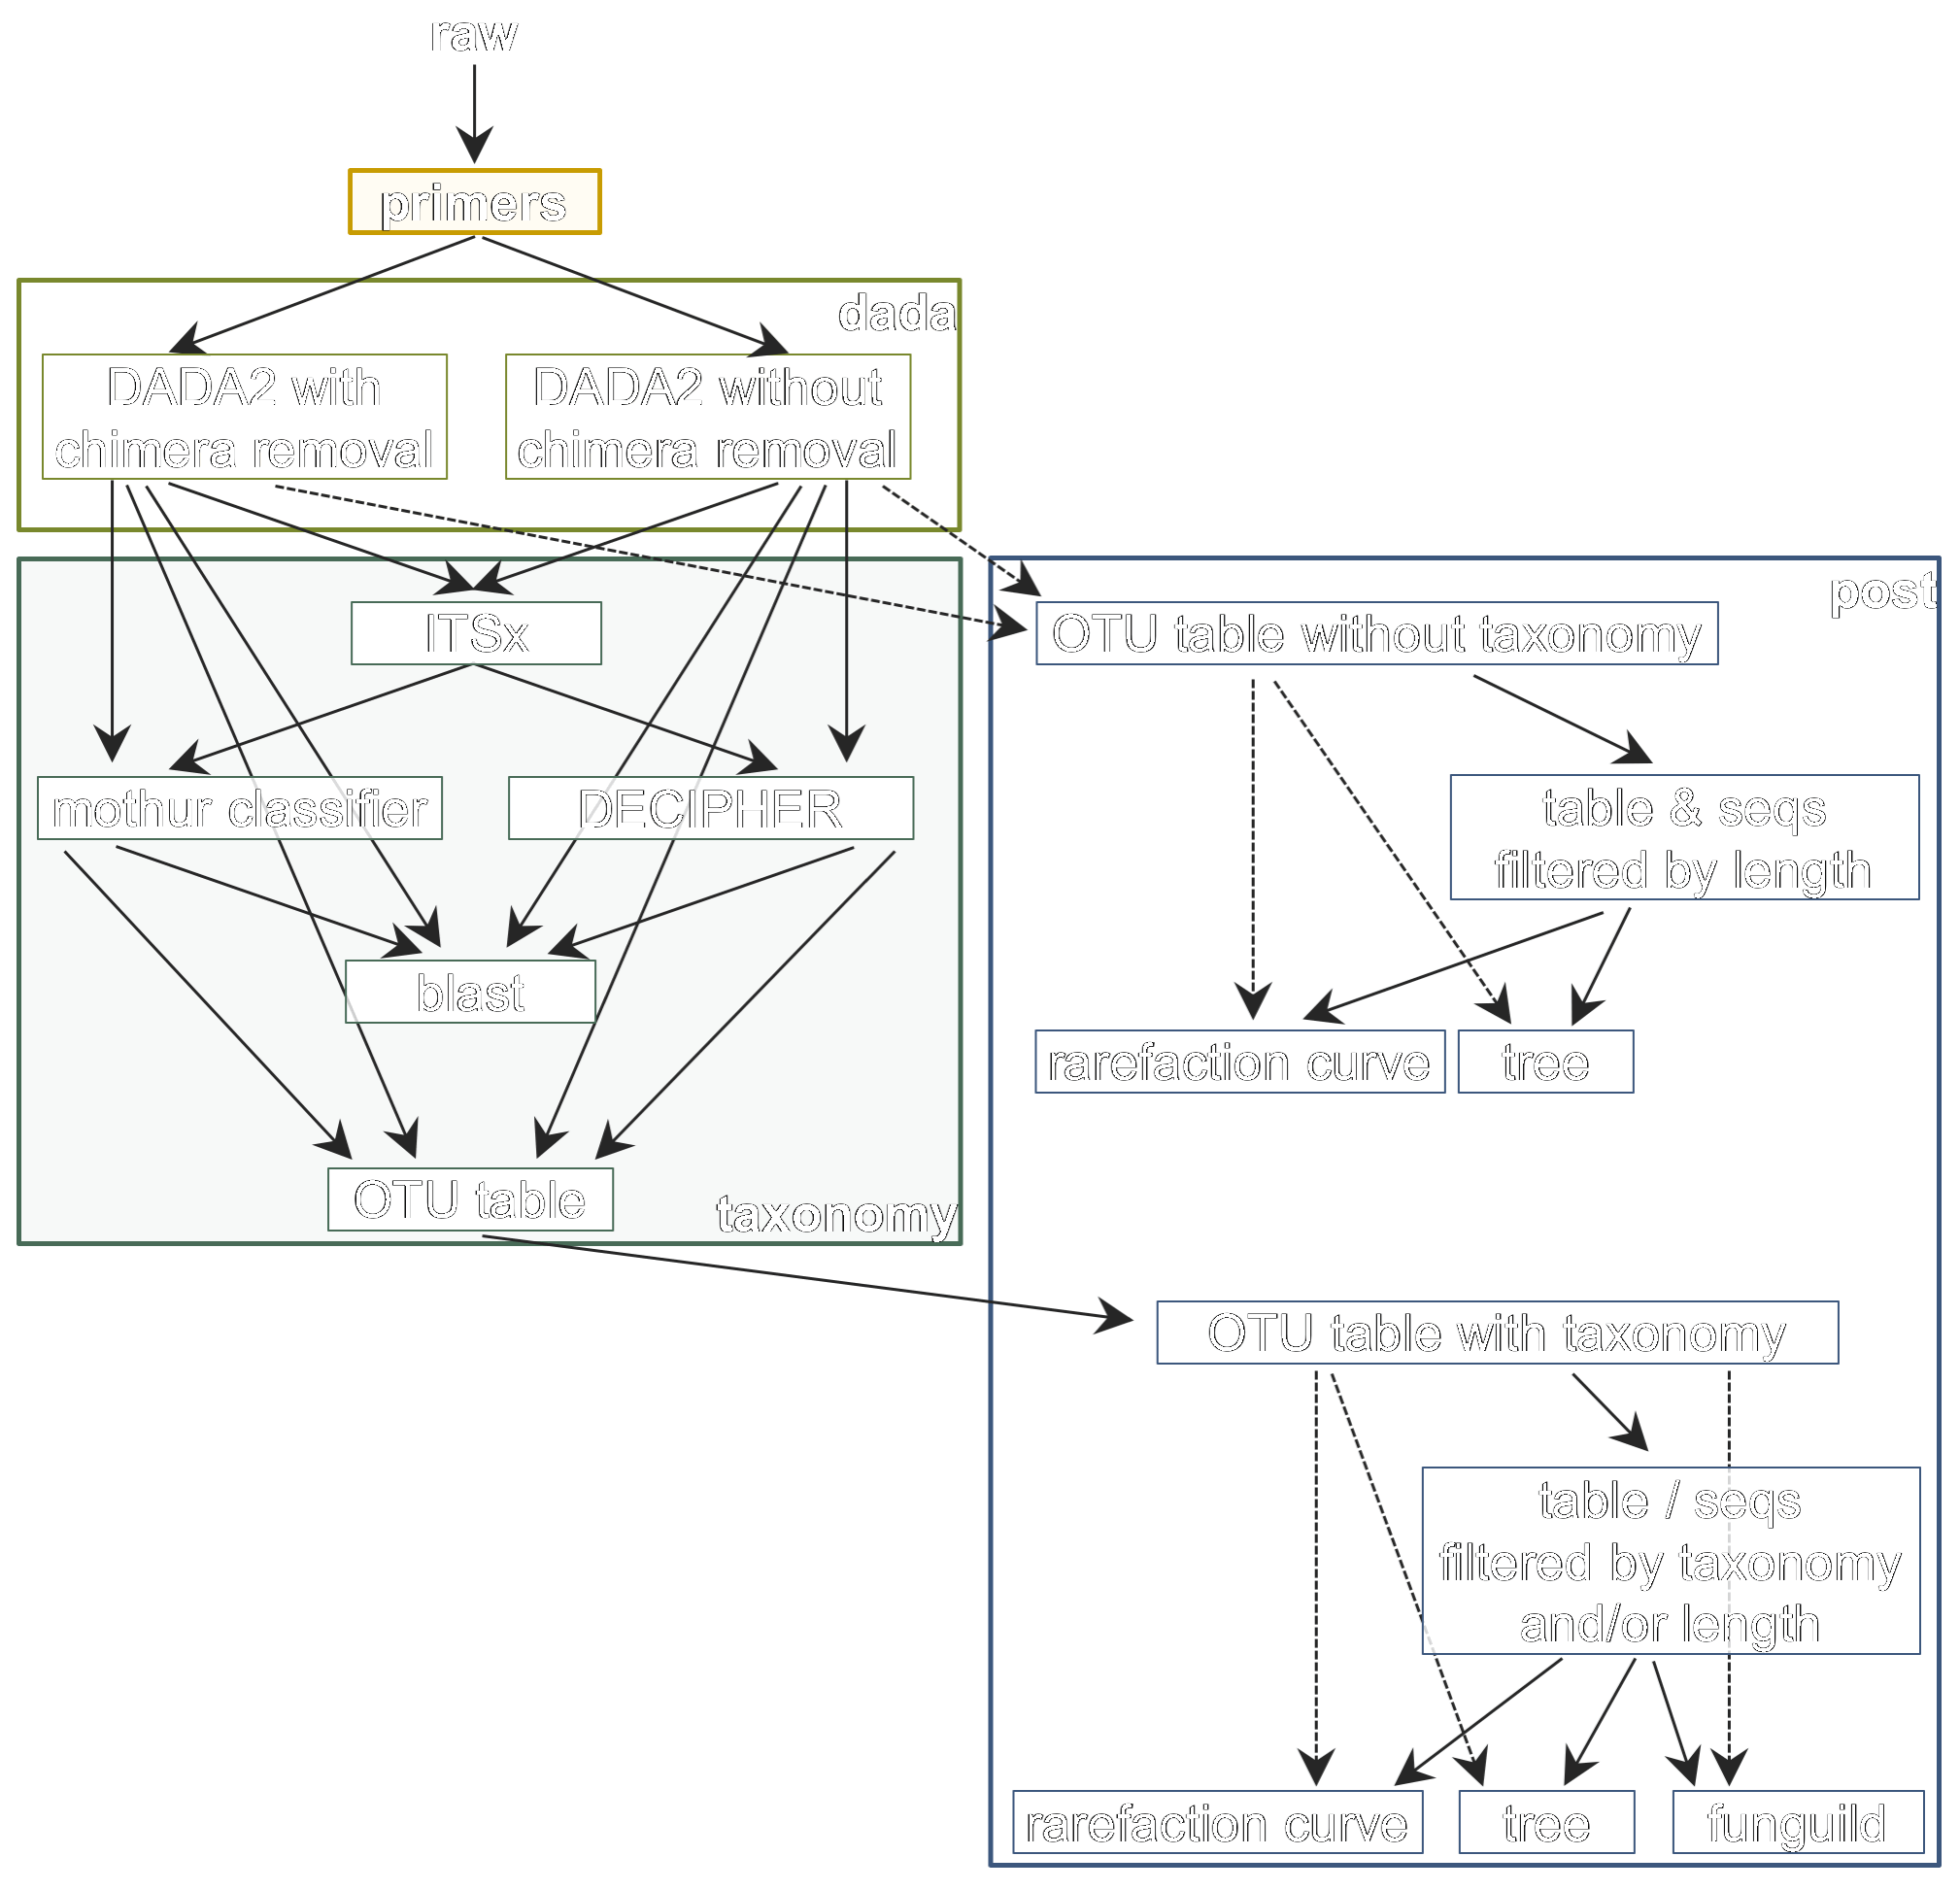 raw
primers
dada
DADA2 with
chimera removal
DADA2 without
chimera removal
ITSx
mothur classifier
DECIPHER
blast
OTU table
taxonomy
post
OTU table without taxonomy
table & seqs
filtered by length
rarefaction curve
tree
OTU table with taxonomy
table / seqs
filtered by taxonomy
and/or length
rarefaction curve
tree
funguild